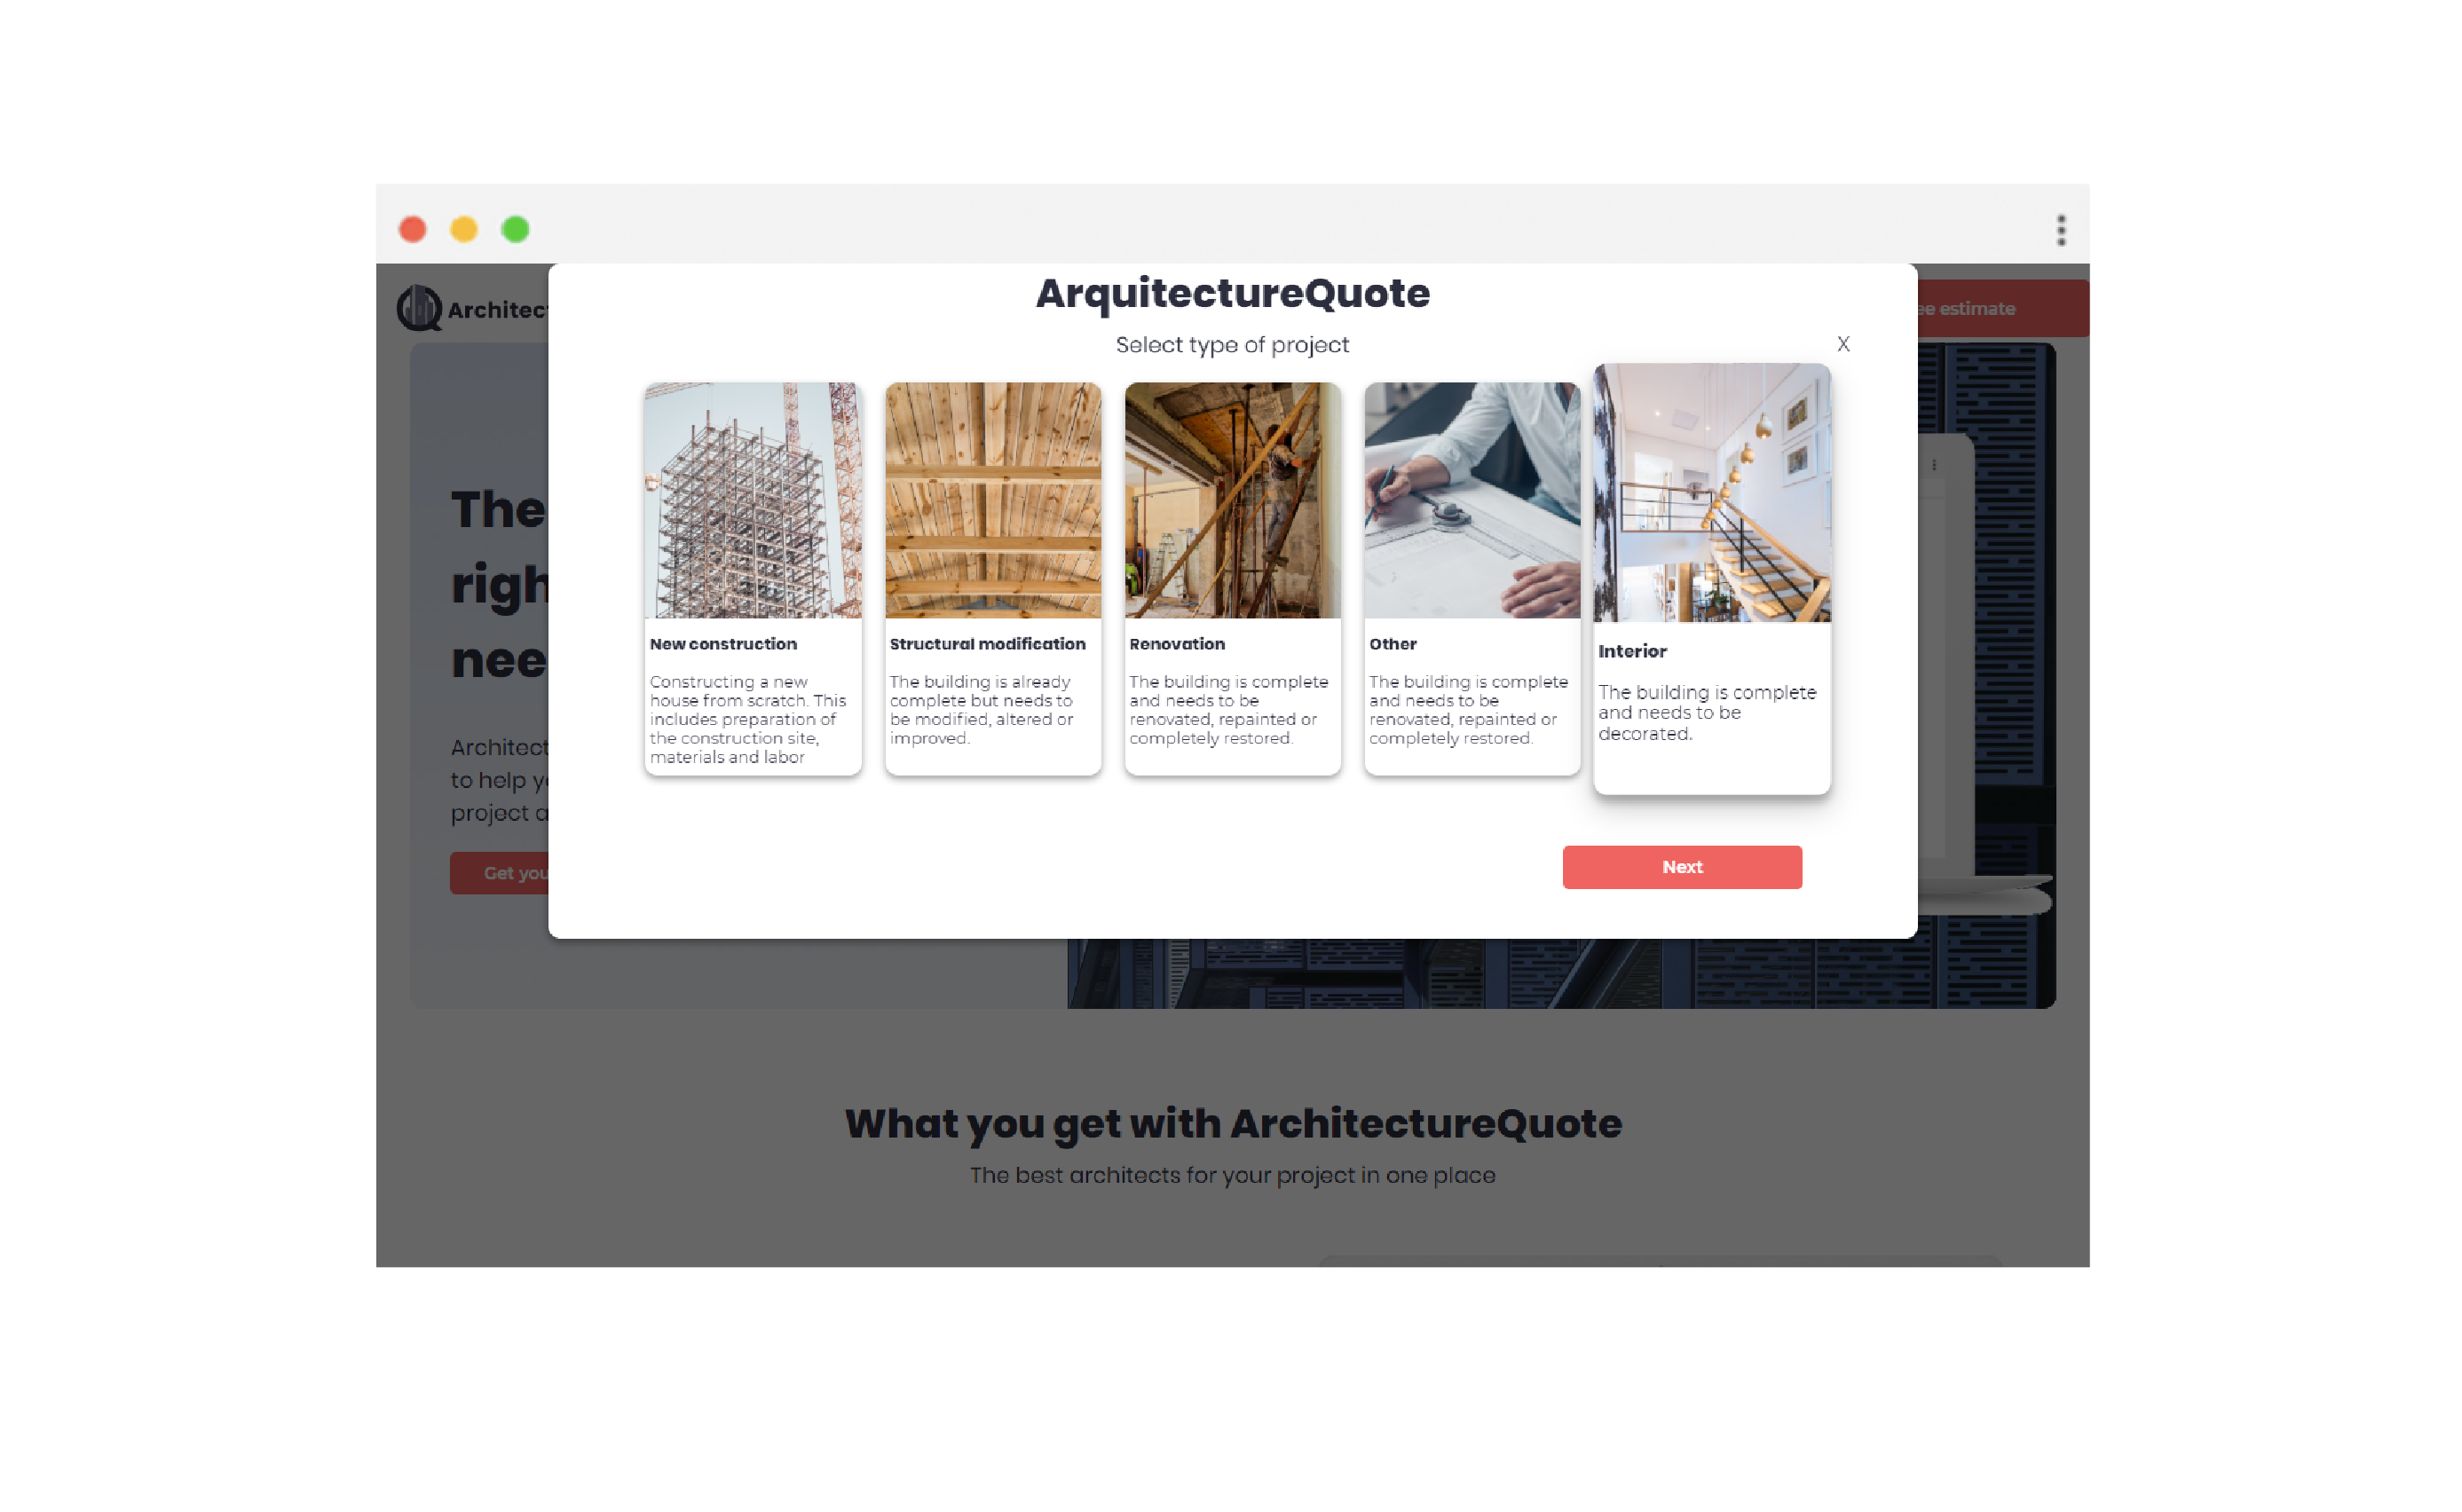 ArquitectureQuote
Select type of project
X
New construction
Constructing a new
house from scratch. This
includes preparation of
the construction site,
materials and labor
Structural modification
The building is already
complete but needs to
be modified, altered or
improved.
Renovation
The building is complete
and needs to be
renovated, repainted or
completely restored.
Other
The building is complete
and needs to be
renovated, repainted or
completely restored.
Interior
The building is complete
and needs to be
decorated.
Next
Architec
ee estimate
The
righ
nee
Architect
to help y
project a
Get you
What you get with ArchitectureQuote
The best architects for your project in one place